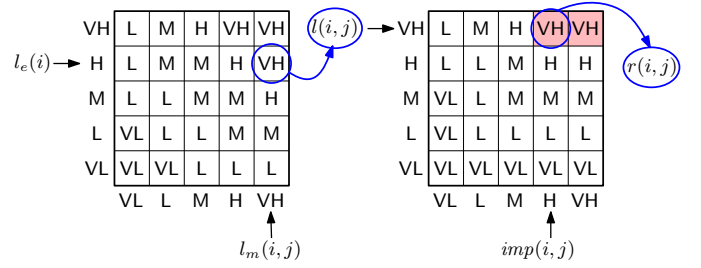 VH L M H VH VH l(i, j) VH L M H VH VH
l_e(i) H L M M H VH H L L M H H r(i, j)
M L L M M H M VL L M M M
L VL L L M M L VL L L L L
VL VL VL L L L VL VL VL VL VL VL
VL L M H VH VL L M H VH
l_m(i, j) imp(i, j)